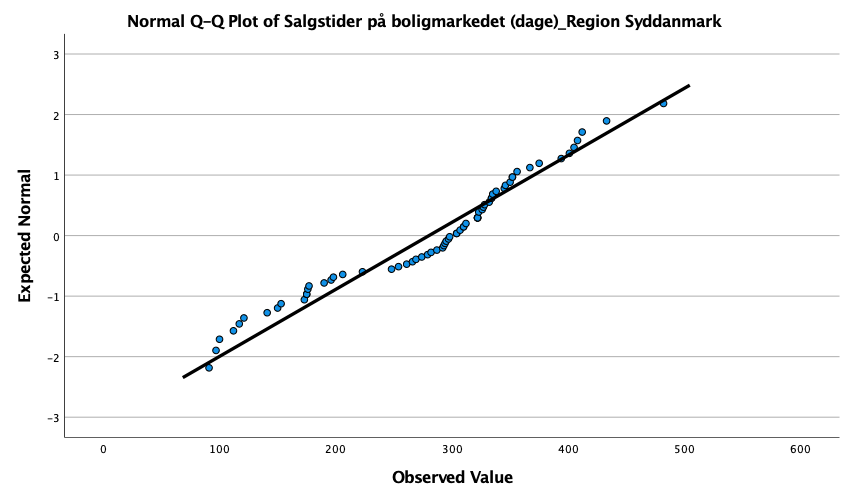 Normal Q-Q Plot of Salgstider på boligmarkedet (dage)_Region Syddanmark
3
2
1
0
-1
-2
-3
Expected Normal
0 100 200 300 400 500 600
Observed Value